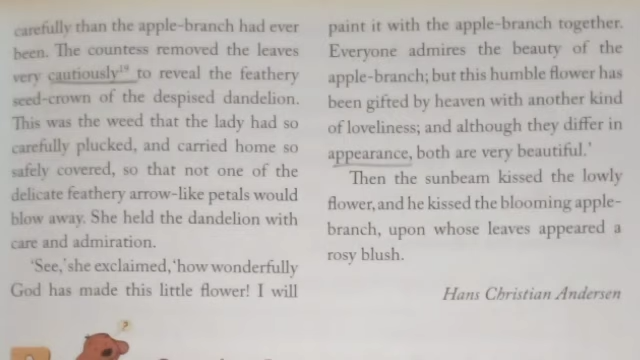 carefully than the apple-branch had ever
been. The countess removed the leaves
very cautiously¹⁸ to reveal the feathery
seed-crown of the despised dandelion.
This was the weed that the lady had so
carefully plucked, and carried home so
safely covered, so that not one of the
delicate feathery arrow-like petals would
blow away. She held the dandelion with
care and admiration.
'See,' she exclaimed, 'how wonderfully
God has made this little flower! I will
paint it with the apple-branch together.
Everyone admires the beauty of the
apple-branch; but this humble flower has
been gifted by heaven with another kind
of loveliness; and although they differ in
appearance, both are very beautiful.'
Then the sunbeam kissed the lowly
flower, and he kissed the blooming apple-
branch, upon whose leaves appeared a
rosy blush.
Hans Christian Andersen
?